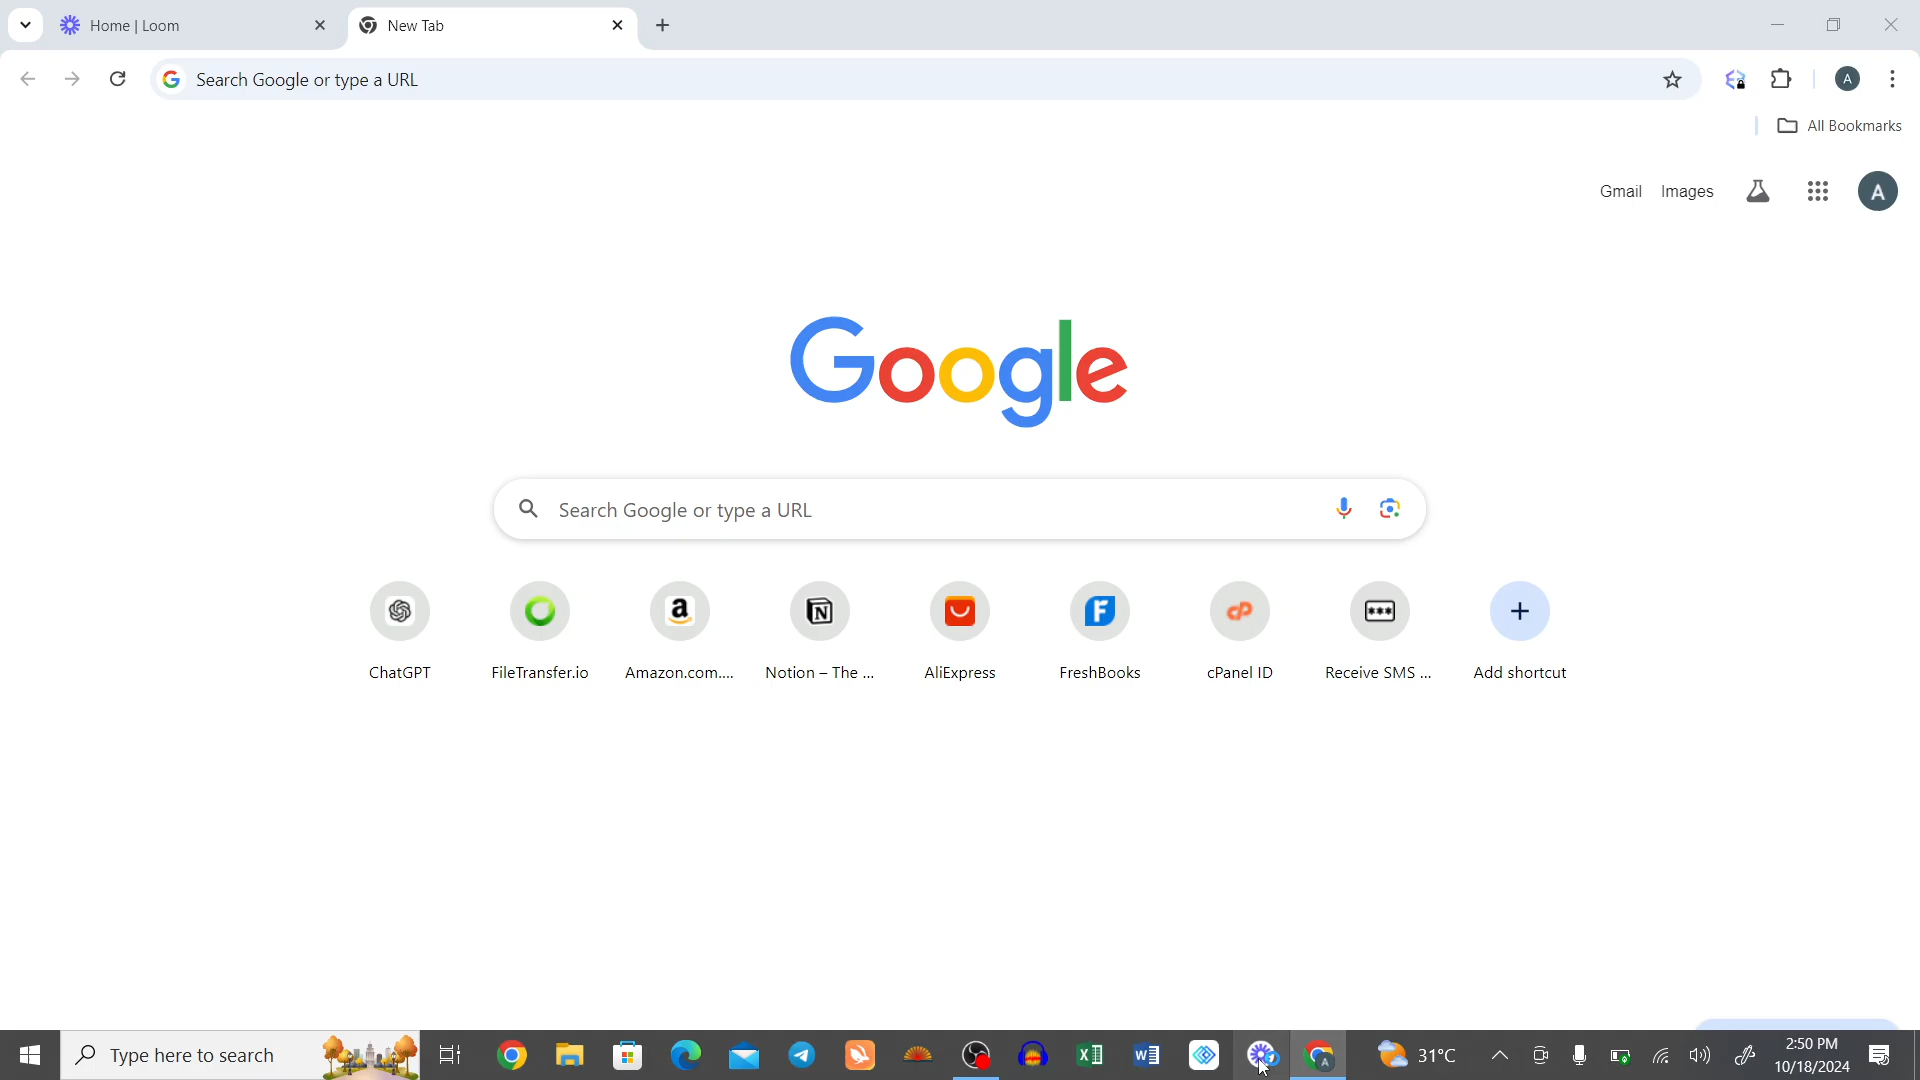 Home | Loom
New Tab
Search Google or type a URL
A
All Bookmarks
Gmail Images
A
Google
Search Google or type a URL
ChatGPT
FileTransfer.io
Amazon.com....
Notion – The ...
AliExpress
FreshBooks
cPanel ID
Receive SMS ...
Add shortcut
Type here to search
31°C
2:50 PM
10/18/2024